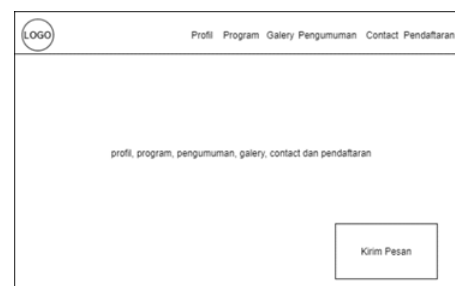 LOGO
Profil Program Galery Pengumuman Contact Pendaftaran
profil, program, pengumuman, galery, contact dan pendaftaran
Kirim Pesan